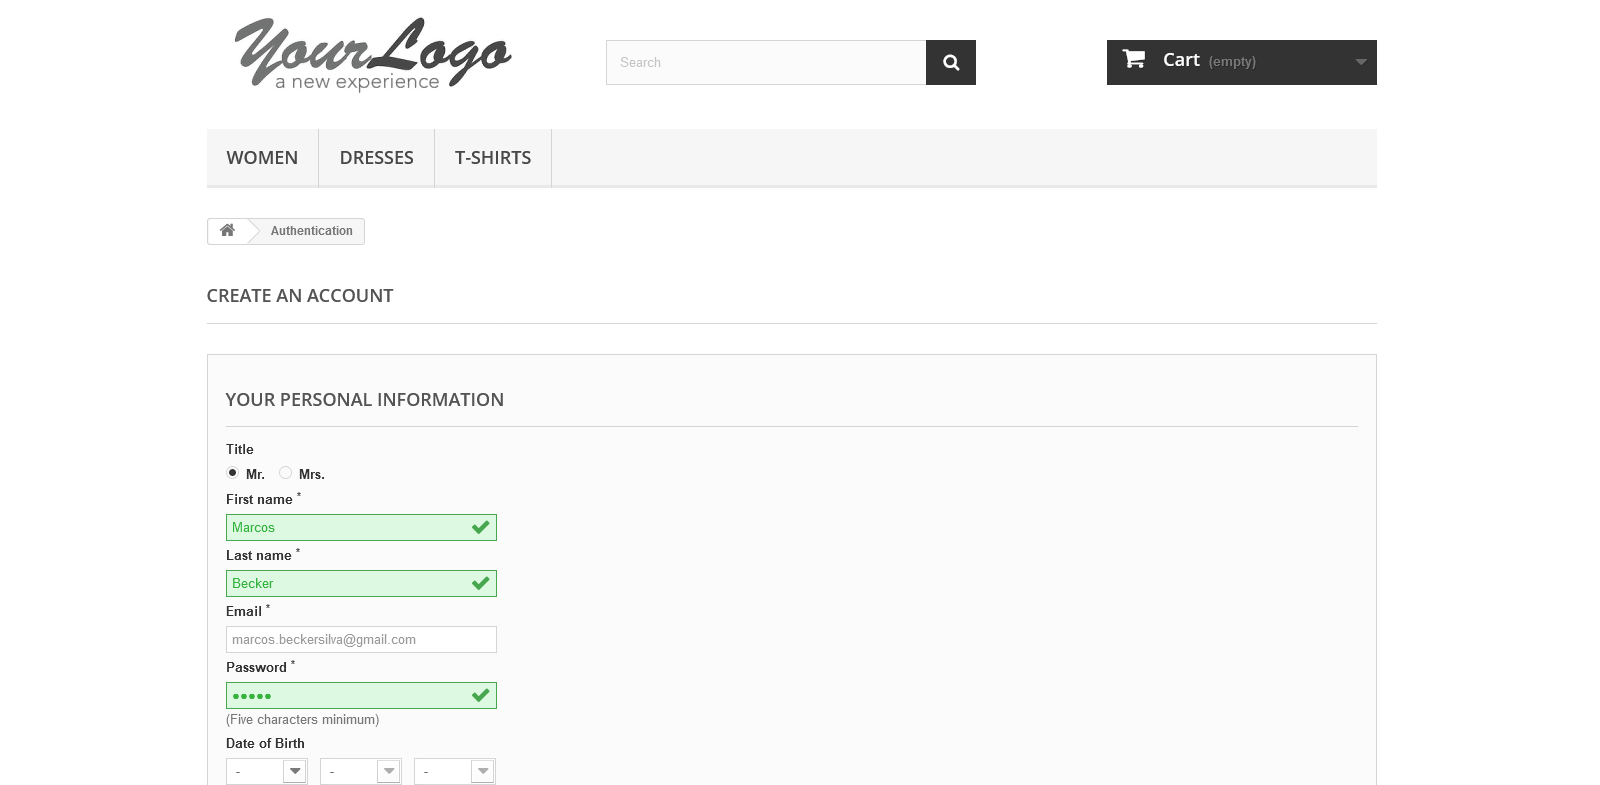 YourLogo
a new experience
Search
Cart (empty)
WOMEN DRESSES T-SHIRTS
Authentication
CREATE AN ACCOUNT
YOUR PERSONAL INFORMATION
Title
Mr. Mrs.
First name *
Marcos
Last name *
Becker
Email *
marcos.beckersilva@gmail.com
Password *
•••••
(Five characters minimum)
Date of Birth
- - -